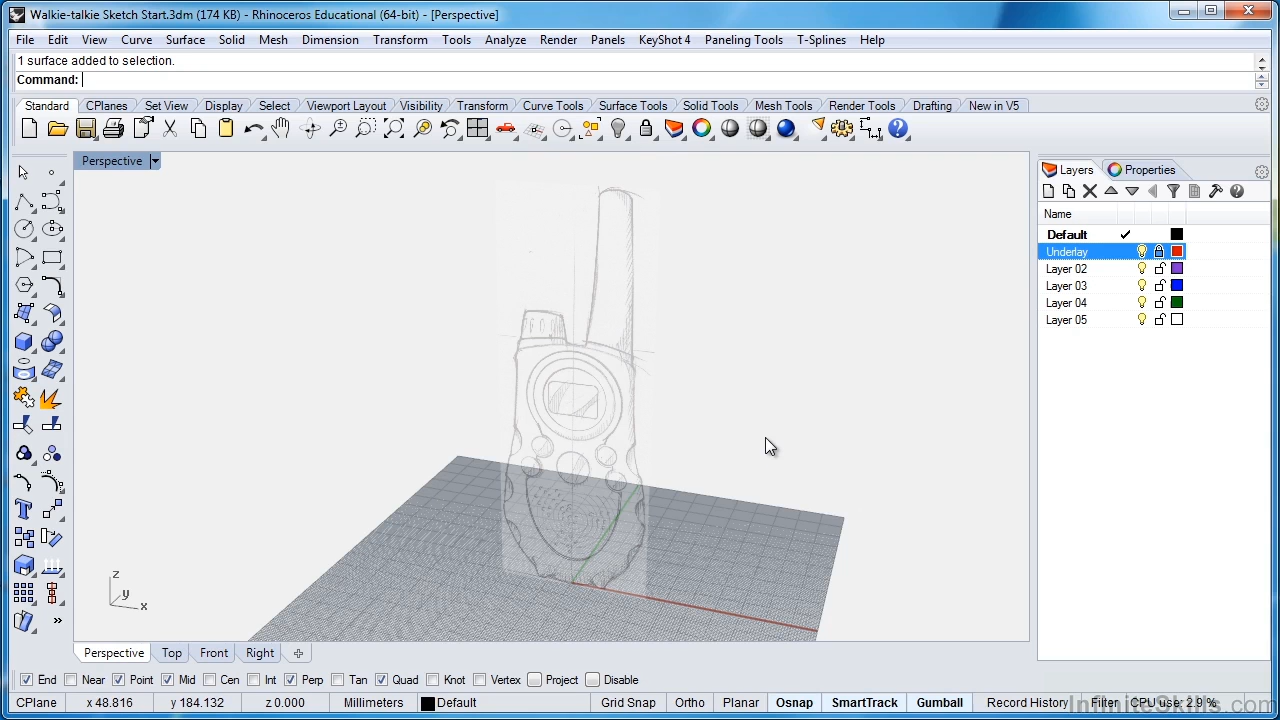 Walkie-talkie Sketch Start.3dm (174 KB) - Rhinoceros Educational (64-bit) - [Perspective]
File Edit View Curve Surface Solid Mesh Dimension Transform Tools Analyze Render Panels KeyShot 4 Paneling Tools T-Splines Help
1 surface added to selection.
Command:
Standard CPlanes Set View Display Select Viewport Layout Visibility Transform Curve Tools Surface Tools Solid Tools Mesh Tools Render Tools Drafting New in V5
Perspective
Layers Properties
Name
Default
Underlay
Layer 02
Layer 03
Layer 04
Layer 05
z
y
x
Perspective Top Front Right
End Near Point Mid Cen Int Perp Tan Quad Knot Vertex Project Disable
CPlane x 48.816 y 184.132 z 0.000 Millimeters Default Grid Snap Ortho Planar Osnap SmartTrack Gumball Record History Filter CPU use: 2.9 %
InfiniteSkills.com